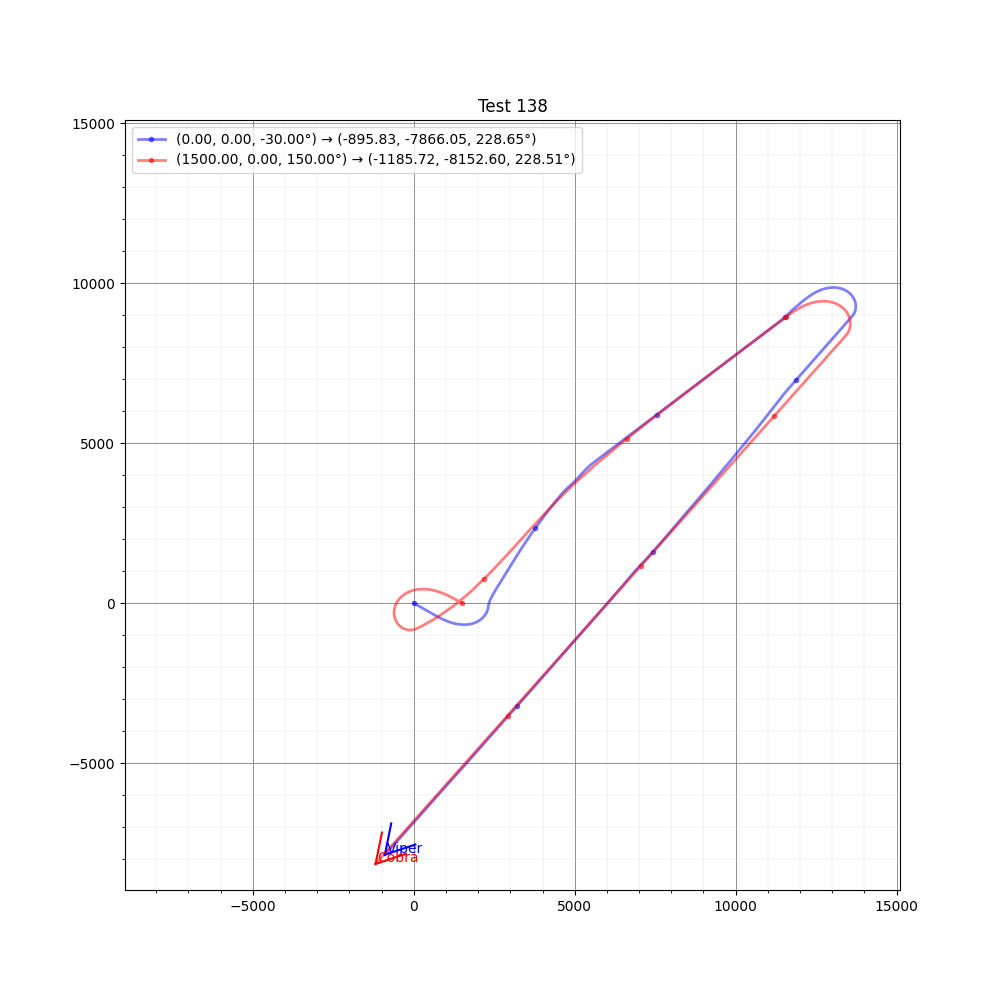 Test 138
(0.00, 0.00, -30.00°) → (-895.83, -7866.05, 228.65°)
(1500.00, 0.00, 150.00°) → (-1185.72, -8152.60, 228.51°)
15000
10000
5000
0
−5000
Viper
Cobra
−5000 0 5000 10000 15000